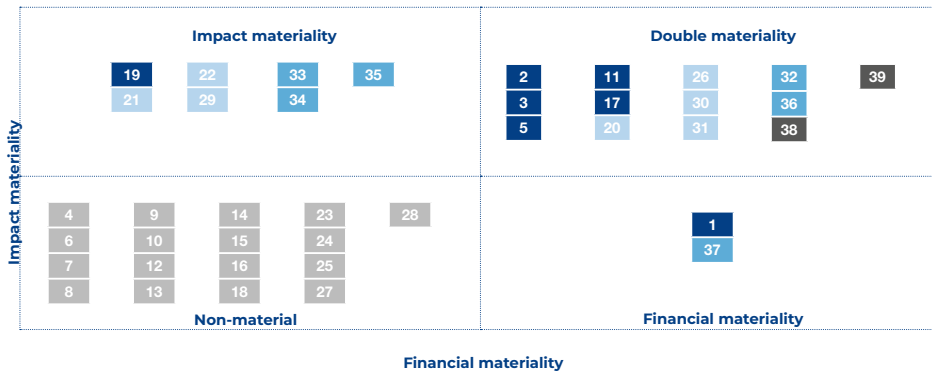 Impact materiality
Double materiality
19 22 33 35
21 29 34
2 11 26 32 39
3 17 30 36
5 20 31 38
Impact materiality
4 9 14 23 28
6 10 15 24
7 12 16 25
8 13 18 27
1
37
Non-material
Financial materiality
Financial materiality